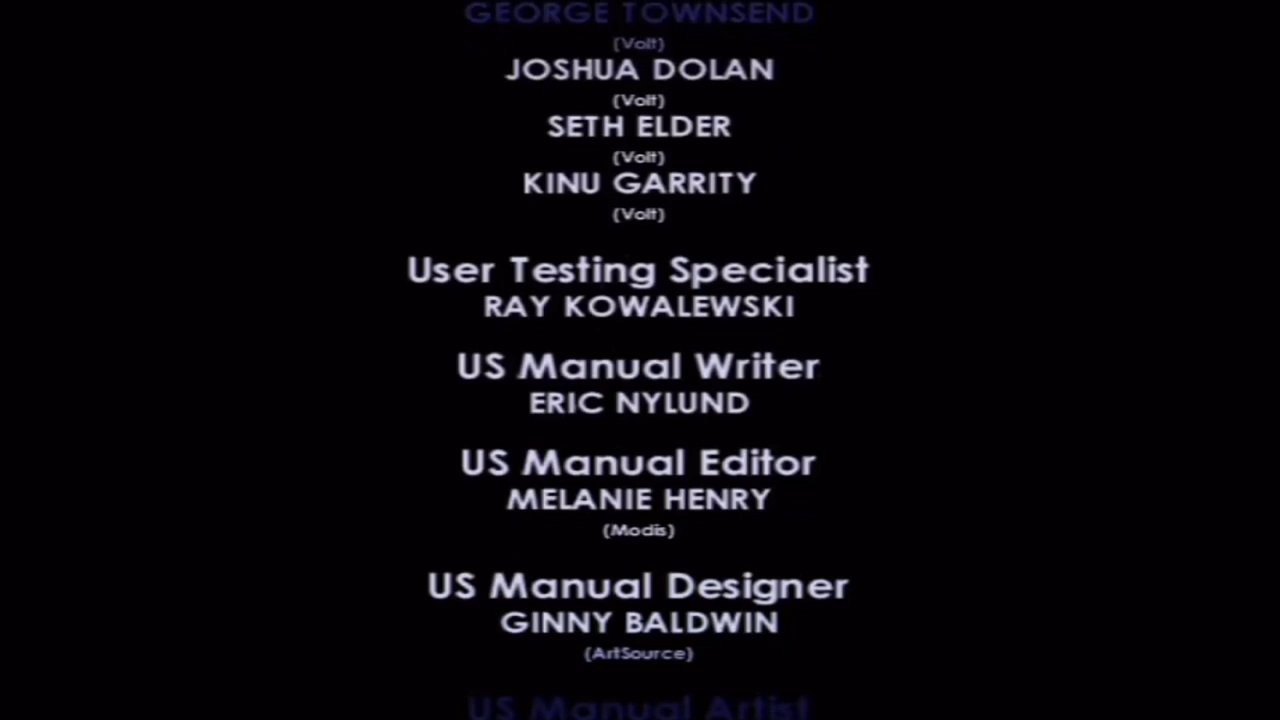 GEORGE TOWNSEND
(Volt)
JOSHUA DOLAN
(Volt)
SETH ELDER
(Volt)
KINU GARRITY
(Volt)
User Testing Specialist
RAY KOWALEWSKI
US Manual Writer
ERIC NYLUND
US Manual Editor
MELANIE HENRY
(Modis)
US Manual Designer
GINNY BALDWIN
(ArtSource)
US Manual Artist